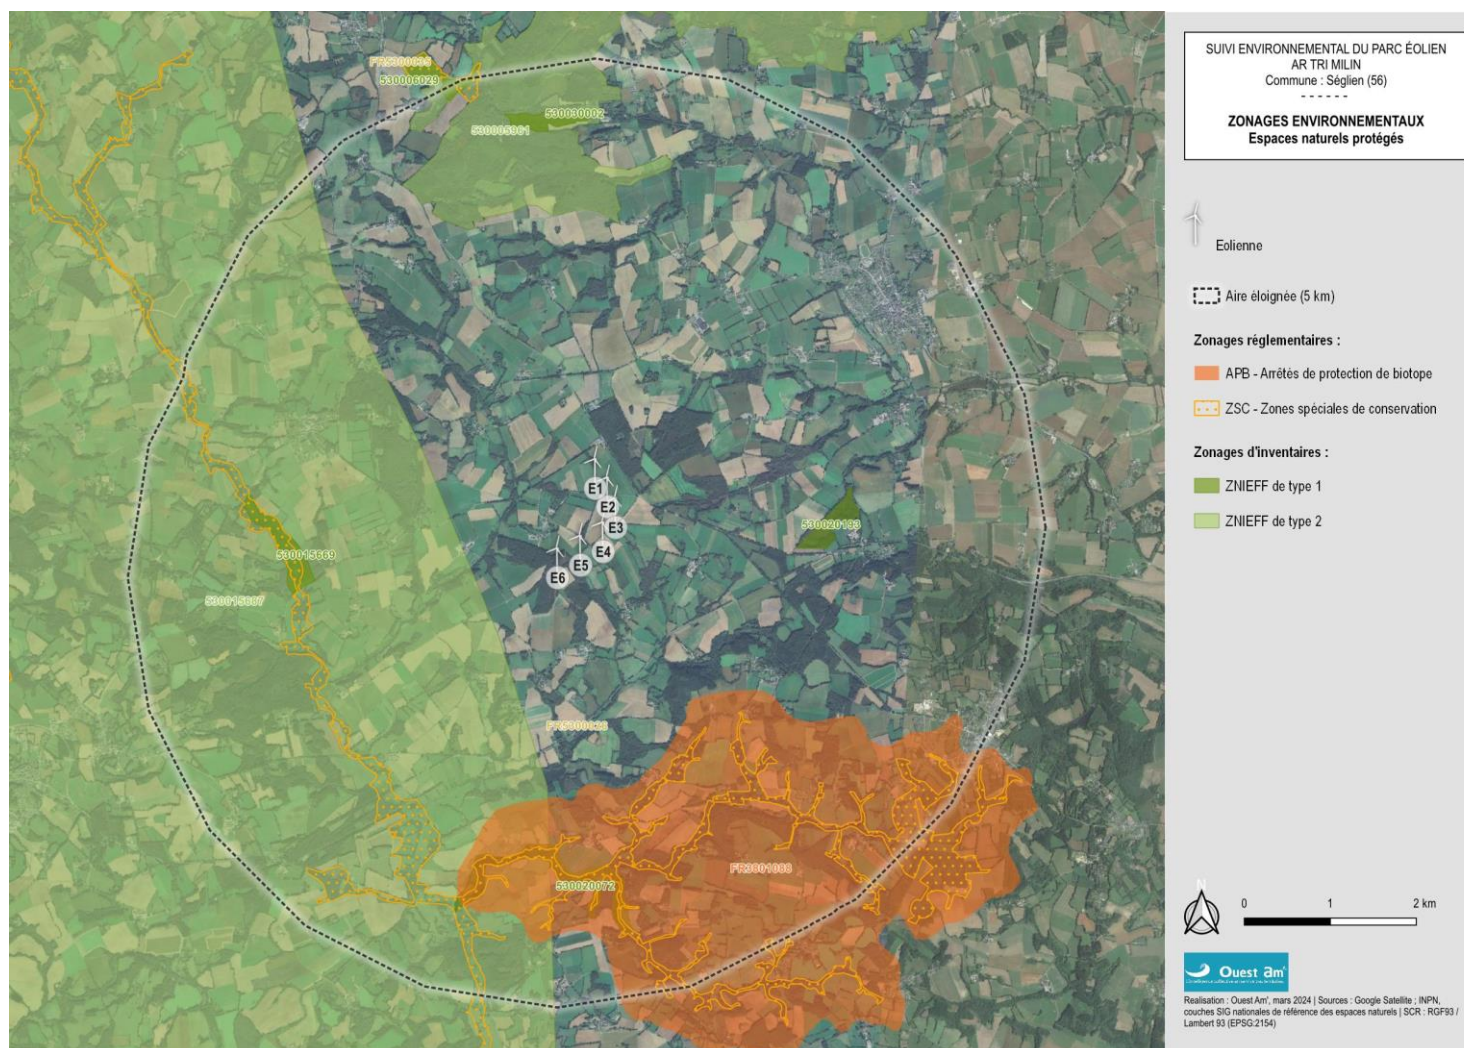 FR5300035
530006029
530030002
530005961
E1
E2
E3
E4
E5
E6
530020193
530015669
530015687
FR5300026
FR3801088
530020072
SUIVI ENVIRONNEMENTAL DU PARC ÉOLIEN
AR TRI MILIN
Commune : Séglien (56)
- - - - - -
ZONAGES ENVIRONNEMENTAUX
Espaces naturels protégés
Eolienne
Aire éloignée (5 km)
Zonages réglementaires :
APB - Arrêtés de protection de biotope
ZSC - Zones spéciales de conservation
Zonages d'inventaires :
ZNIEFF de type 1
ZNIEFF de type 2
N
0 1 2 km
Ouest am'
Realisation : Ouest Am', mars 2024 | Sources : Google Satellite ; INPN,
couches SIG nationales de référence des espaces naturels | SCR : RGF93 /
Lambert 93 (EPSG:2154)